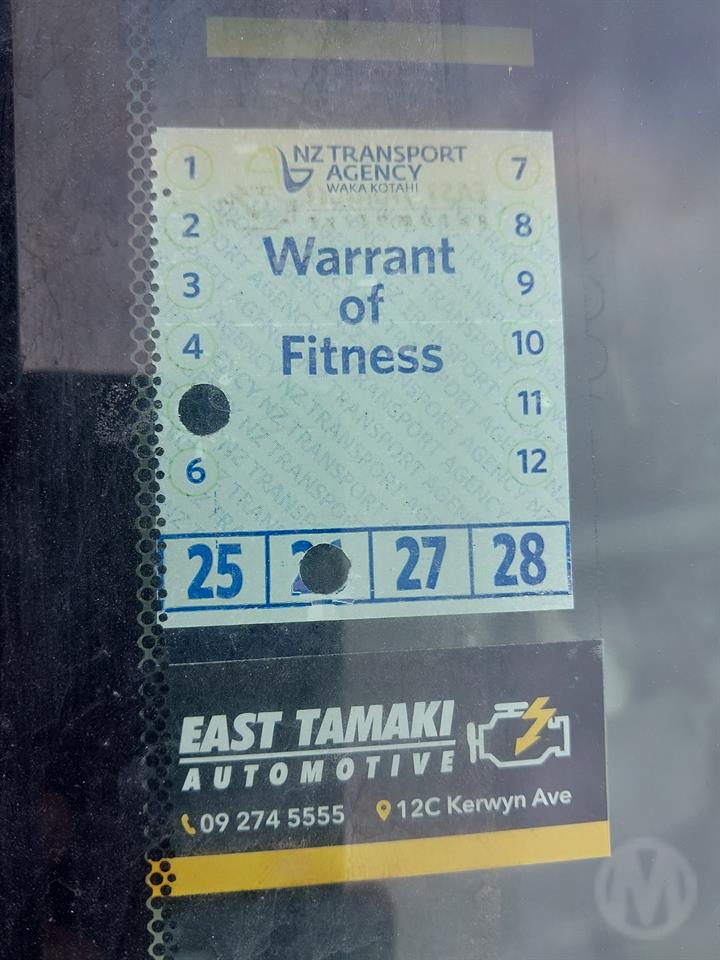 NZ TRANSPORT
AGENCY
WAKA KOTAHI
Warrant
of
Fitness
1
2
3
4
6
7
8
9
10
11
12
25
27
28
EAST TAMAKI
AUTOMOTIVE
09 274 5555
12C Kerwyn Ave
M